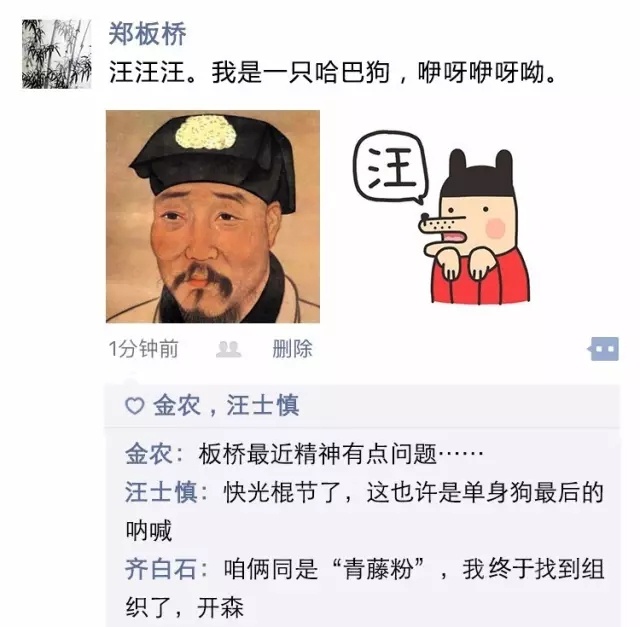 郑板桥
汪汪汪。我是一只哈巴狗，咿呀咿呀呦。
汪
1分钟前
删除
金农，汪士慎
金农：板桥最近精神有点问题……
汪士慎：快光棍节了，这也许是单身狗最后的
呐喊
齐白石：咱俩同是“青藤粉”，我终于找到组
织了，开森